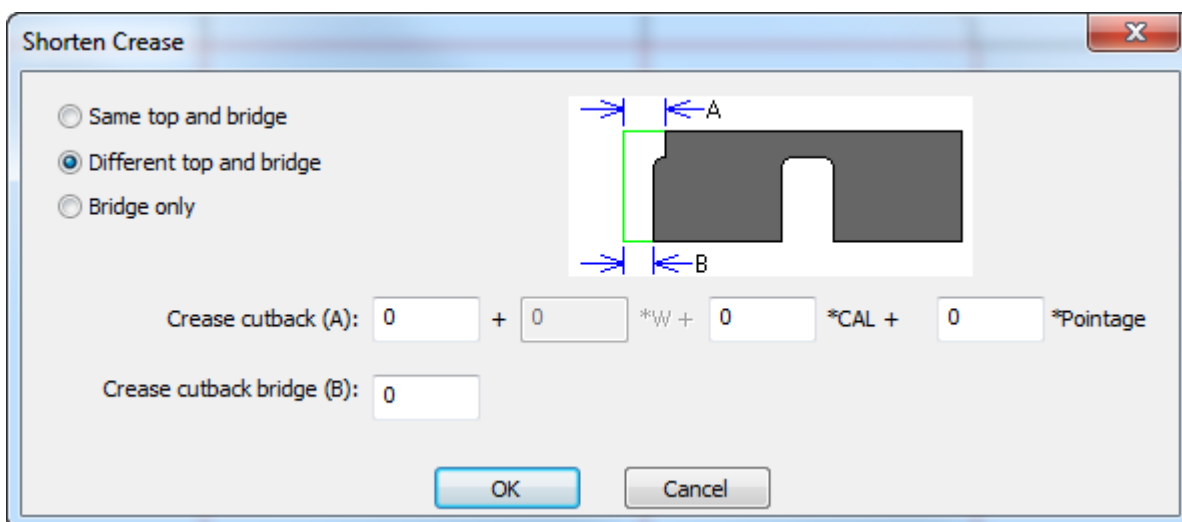 Shorten Crease
Same top and bridge
Different top and bridge
Bridge only
A
B
Crease cutback (A): 0 + 0 *W + 0 *CAL + 0 *Pointage
Crease cutback bridge (B): 0
OK Cancel